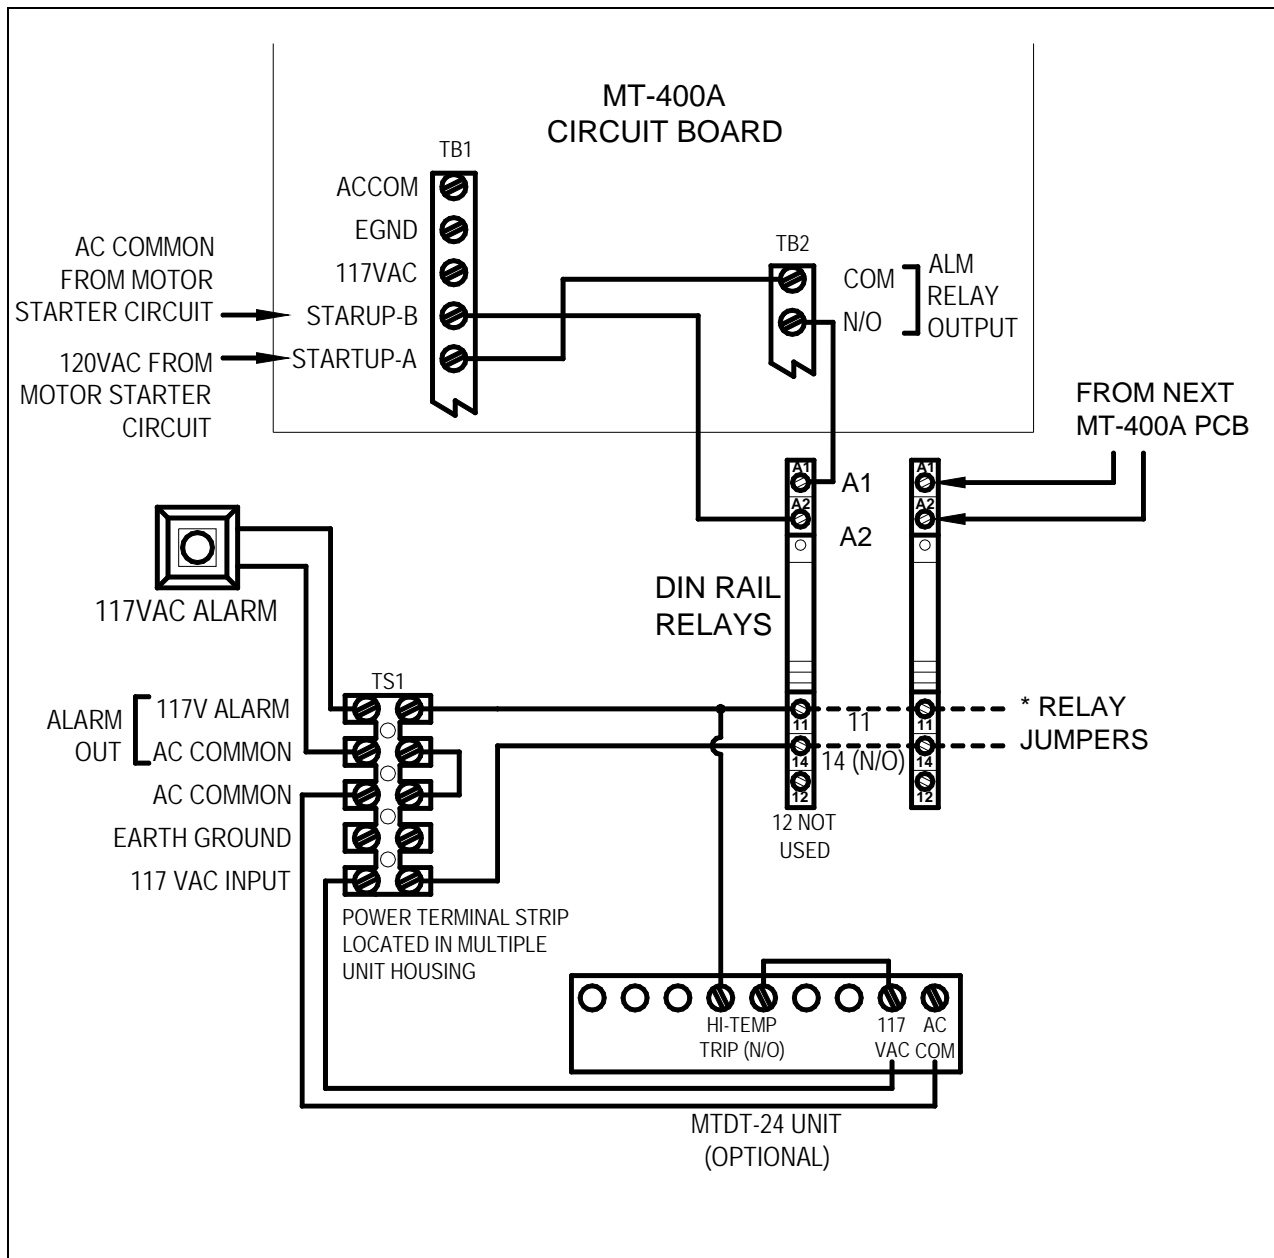 MT-400A
CIRCUIT BOARD
TB1
ACCOM
EGND
117VAC
STARUP-B
STARTUP-A
AC COMMON
FROM MOTOR
STARTER CIRCUIT
120VAC FROM
MOTOR STARTER
CIRCUIT
TB2
COM
N/O
ALM
RELAY
OUTPUT
FROM NEXT
MT-400A PCB
A1
A2
A1
A2
A1
A2
DIN RAIL
RELAYS
117VAC ALARM
TS1
ALARM
OUT
117V ALARM
AC COMMON
AC COMMON
EARTH GROUND
117 VAC INPUT
11
14
12
11
14 (N/O)
11
14
12
* RELAY
JUMPERS
12 NOT
USED
POWER TERMINAL STRIP
LOCATED IN MULTIPLE
UNIT HOUSING
HI-TEMP
TRIP (N/O)
117
VAC
AC
COM
MTDT-24 UNIT
(OPTIONAL)